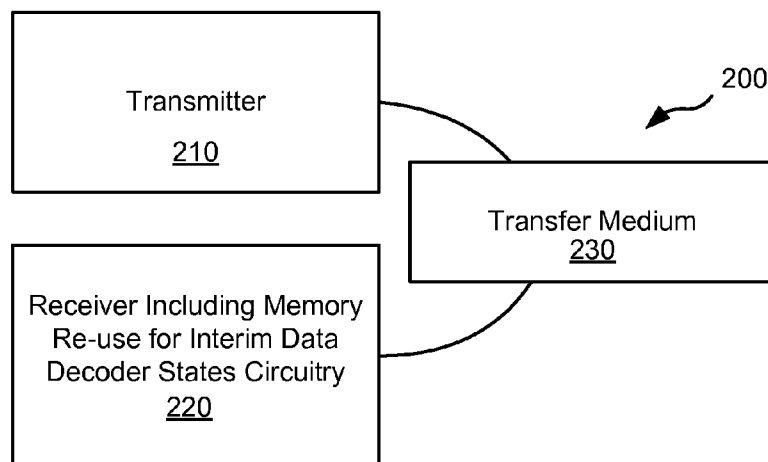 Transmitter
210
200
Transfer Medium
230
Receiver Including Memory
Re-use for Interim Data
Decoder States Circuitry
220